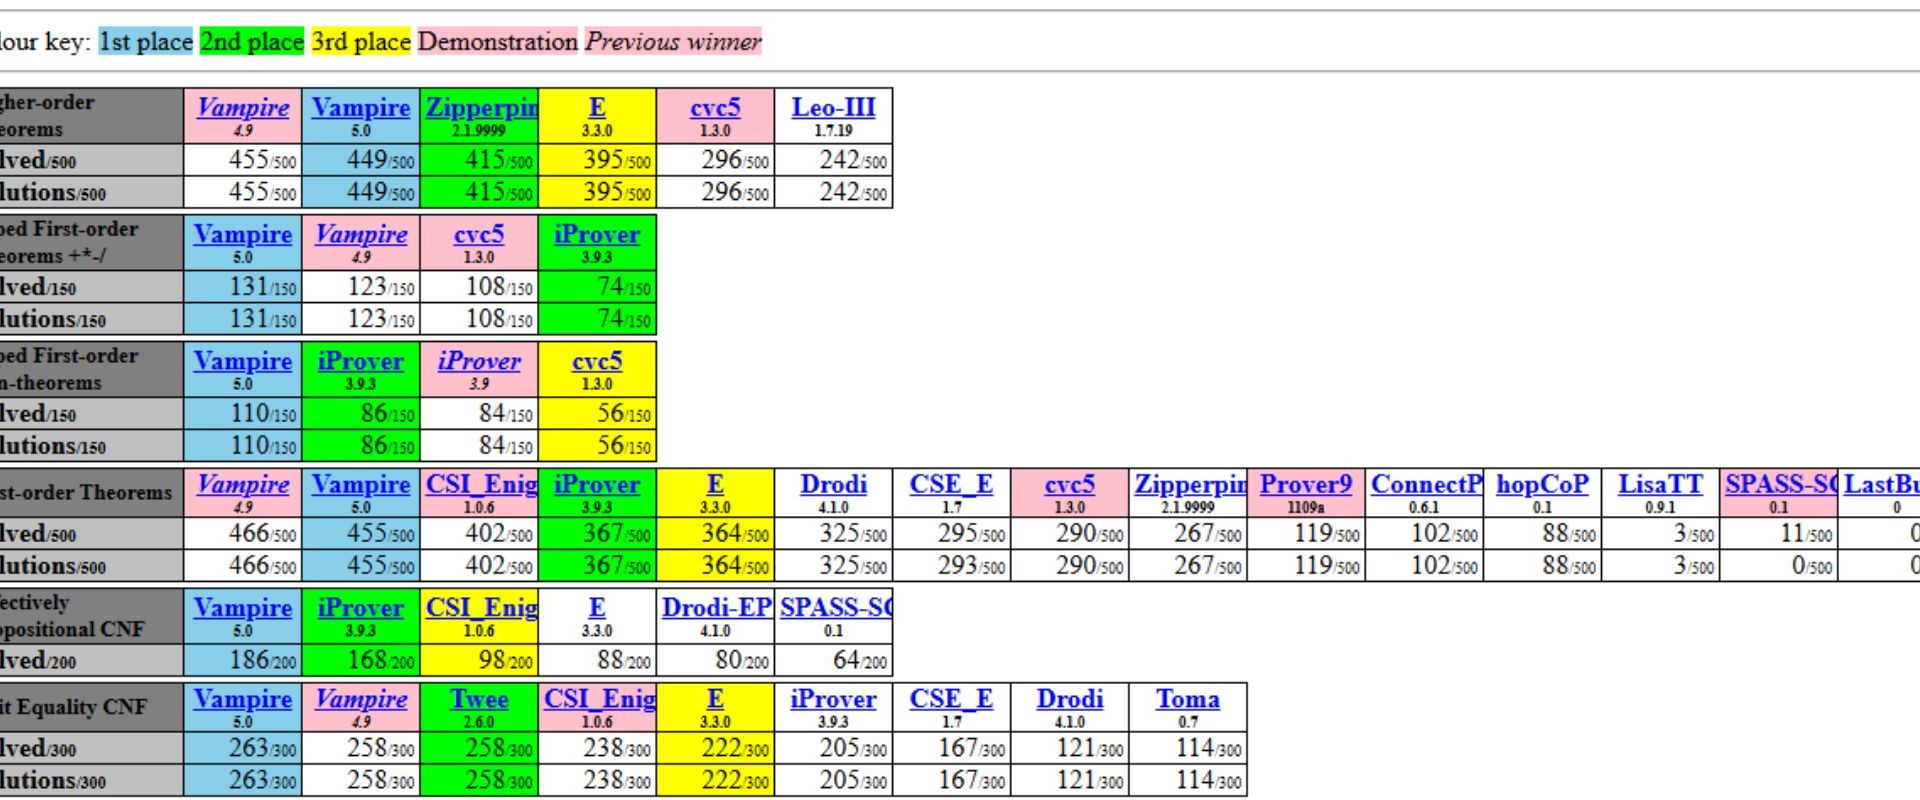 lour key: 1st place 2nd place 3rd place Demonstration Previous winner
gher-order Vampire Vampire Zipperpin E cvc5 Leo-III
eorems 4.9 5.0 2.1.9999 3.3.0 1.3.0 1.7.19
lved/500 455/500 449/500 415/500 395/500 296/500 242/500
lutions/500 455/500 449/500 415/500 395/500 296/500 242/500
ped First-order Vampire Vampire cvc5 iProver
eorems +*-/ 5.0 4.9 1.3.0 3.9.3
lved/150 131/150 123/150 108/150 74/150
lutions/150 131/150 123/150 108/150 74/150
ped First-order Vampire iProver iProver cvc5
n-theorems 5.0 3.9.3 3.9 1.3.0
lved/150 110/150 86/150 84/150 56/150
lutions/150 110/150 86/150 84/150 56/150
st-order Theorems Vampire Vampire CSI_Enig iProver E Drodi CSE_E cvc5 Zipperpin Prover9 ConnectP hopCoP LisaTT SPASS-SC LastBu
4.9 5.0 1.0.6 3.9.3 3.3.0 4.1.0 1.7 1.3.0 2.1.9999 1109a 0.6.1 0.1 0.9.1 0.1 0
lved/500 466/500 455/500 402/500 367/500 364/500 325/500 295/500 290/500 267/500 119/500 102/500 88/500 3/500 11/500 0
lutions/500 466/500 455/500 402/500 367/500 364/500 325/500 293/500 290/500 267/500 119/500 102/500 88/500 3/500 0/500 0
ectively Vampire iProver CSI_Enig E Drodi-EP SPASS-SC
opositional CNF 5.0 3.9.3 1.0.6 3.3.0 4.1.0 0.1
lved/200 186/200 168/200 98/200 88/200 80/200 64/200
it Equality CNF Vampire Vampire Twee CSI_Enig E iProver CSE_E Drodi Toma
5.0 4.9 2.6.0 1.0.6 3.3.0 3.9.3 1.7 4.1.0 0.7
lved/300 263/300 258/300 258/300 238/300 222/300 205/300 167/300 121/300 114/300
lutions/300 263/300 258/300 258/300 238/300 222/300 205/300 167/300 121/300 114/300